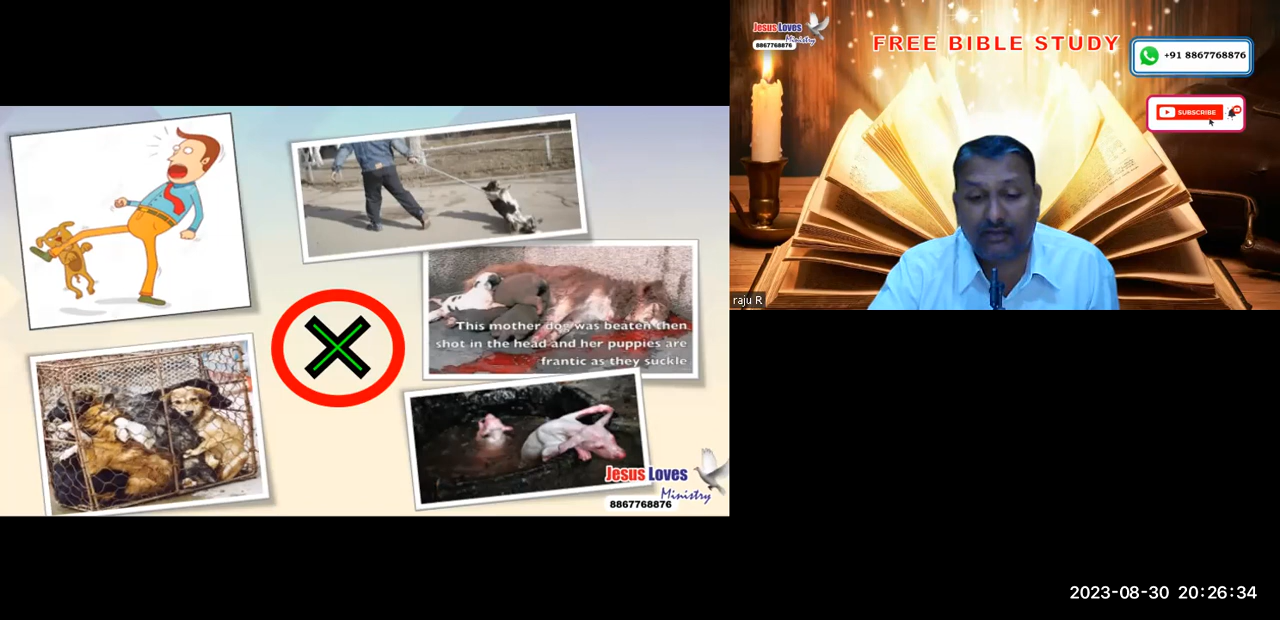 This mother dog was beaten then
shot in the head and her puppies are
frantic as they suckle
Jesus Loves
Ministry
8867768876
Jesus Loves
Ministry
8867768876
FREE BIBLE STUDY
+91 8867768876
SUBSCRIBE
raju R
2023-08-30 20:26:34